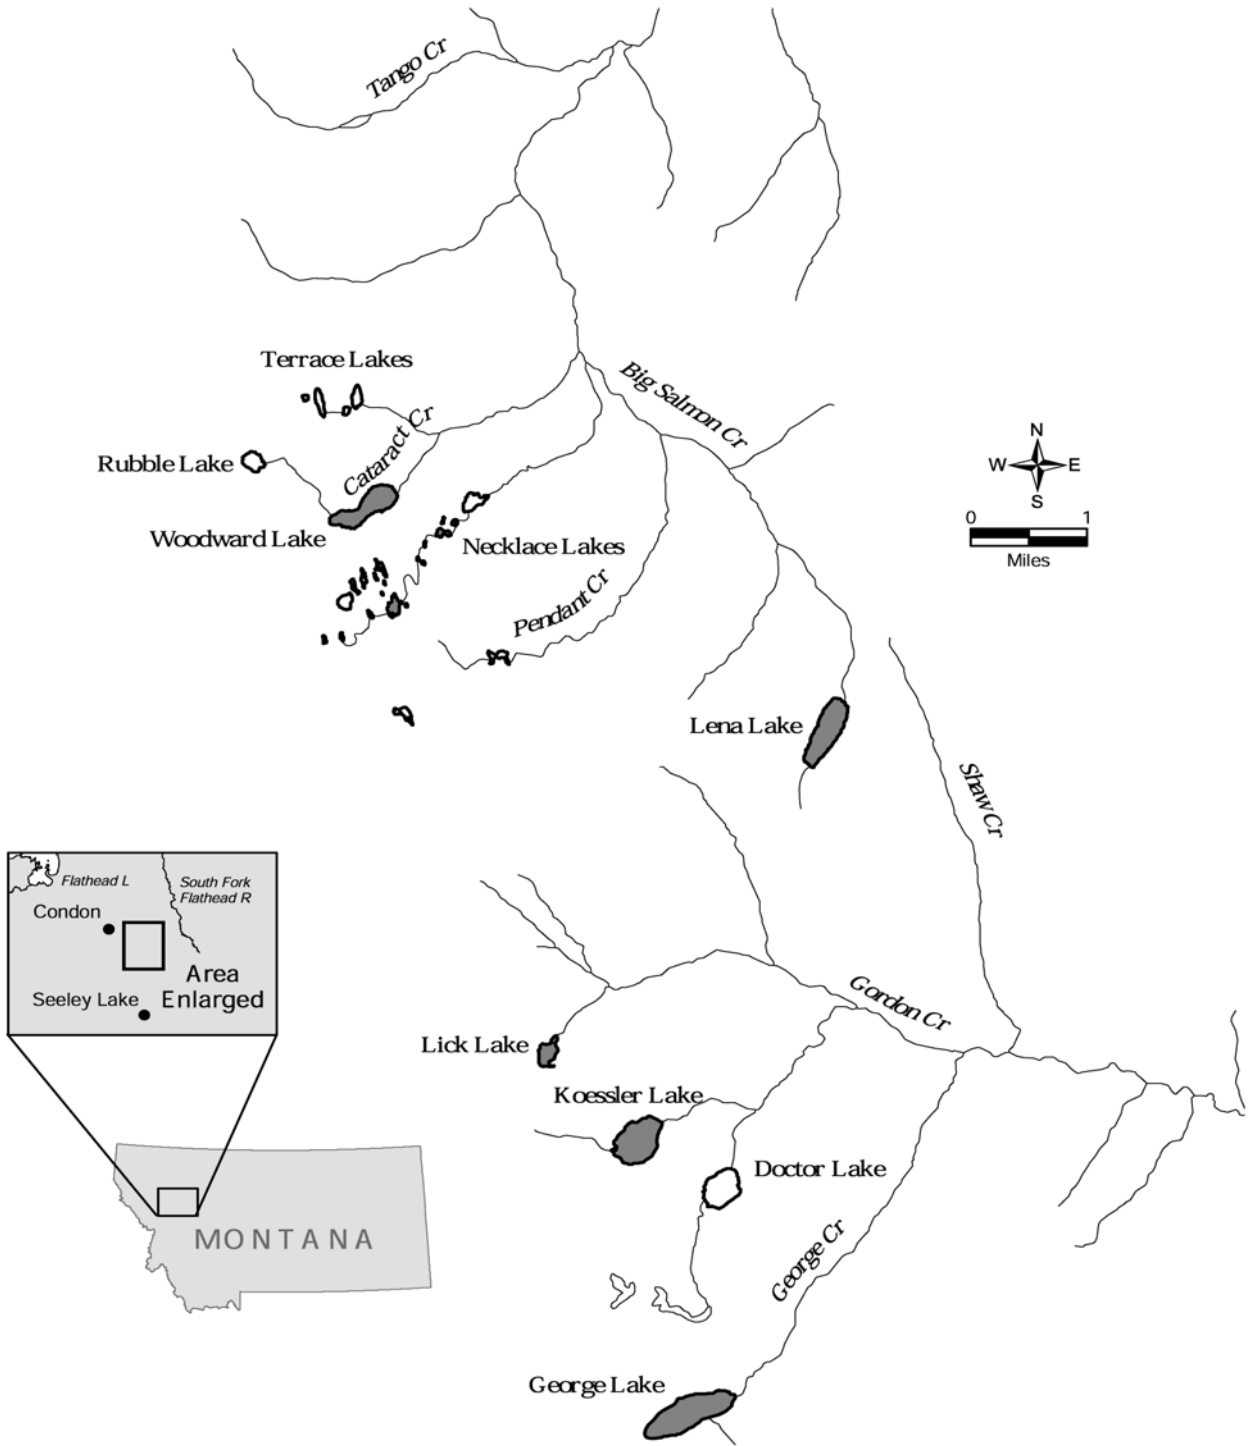 Tango Cr
Terrace Lakes
Big Salmon Cr
Cataract Cr
Rubble Lake
Woodward Lake
Necklace Lakes
Pendant Cr
N
W E
S
0 1
Miles
Lena Lake
Shaw Cr
Flathead L
South Fork
Flathead R
Condon
Area
Enlarged
Seeley Lake
Gordon Cr
Lick Lake
Koessler Lake
Doctor Lake
George Cr
MONTANA
George Lake